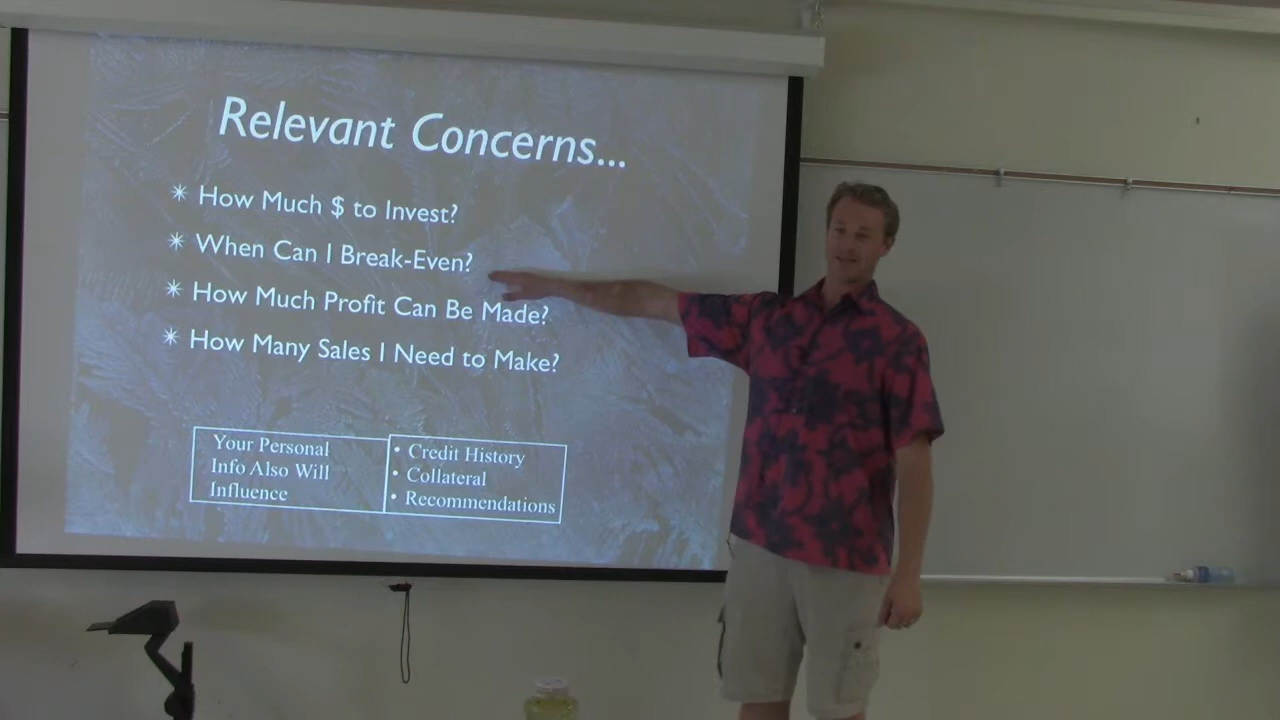 Relevant Concerns...
✴ How Much $ to Invest?
✴ When Can I Break-Even?
✴ How Much Profit Can Be Made?
✴ How Many Sales I Need to Make?
Your Personal
Info Also Will
Influence
• Credit History
• Collateral
• Recommendations